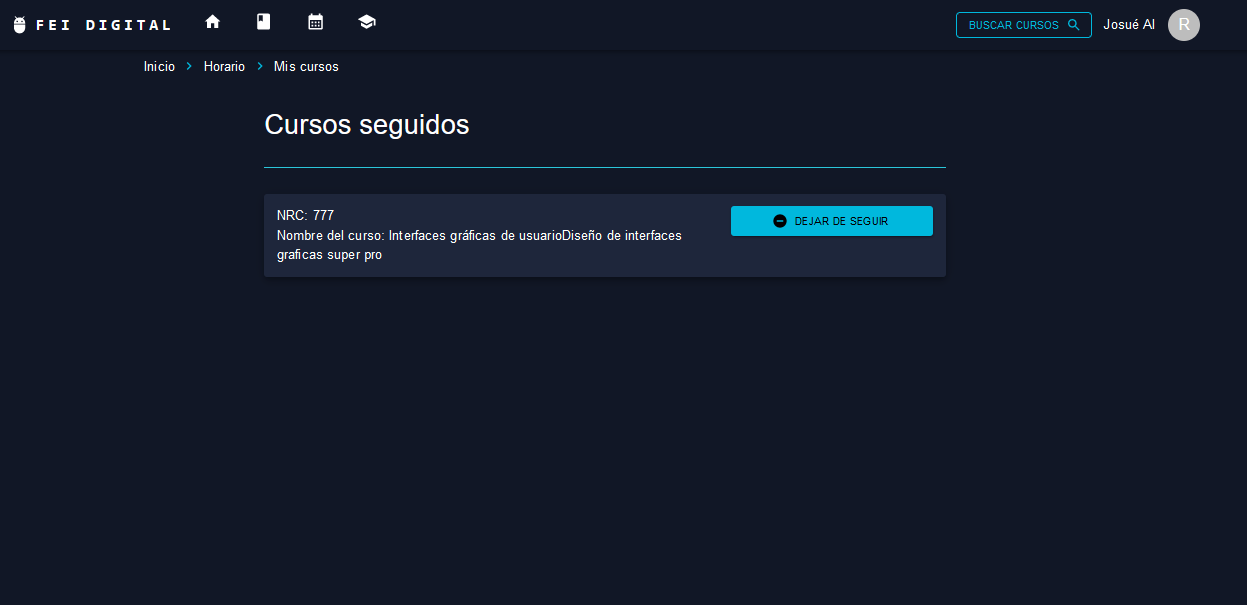 FEI DIGITAL
BUSCAR CURSOS
Josué Al
R
Inicio > Horario > Mis cursos
Cursos seguidos
NRC: 777
DEJAR DE SEGUIR
Nombre del curso: Interfaces gráficas de usuarioDiseño de interfaces
graficas super pro